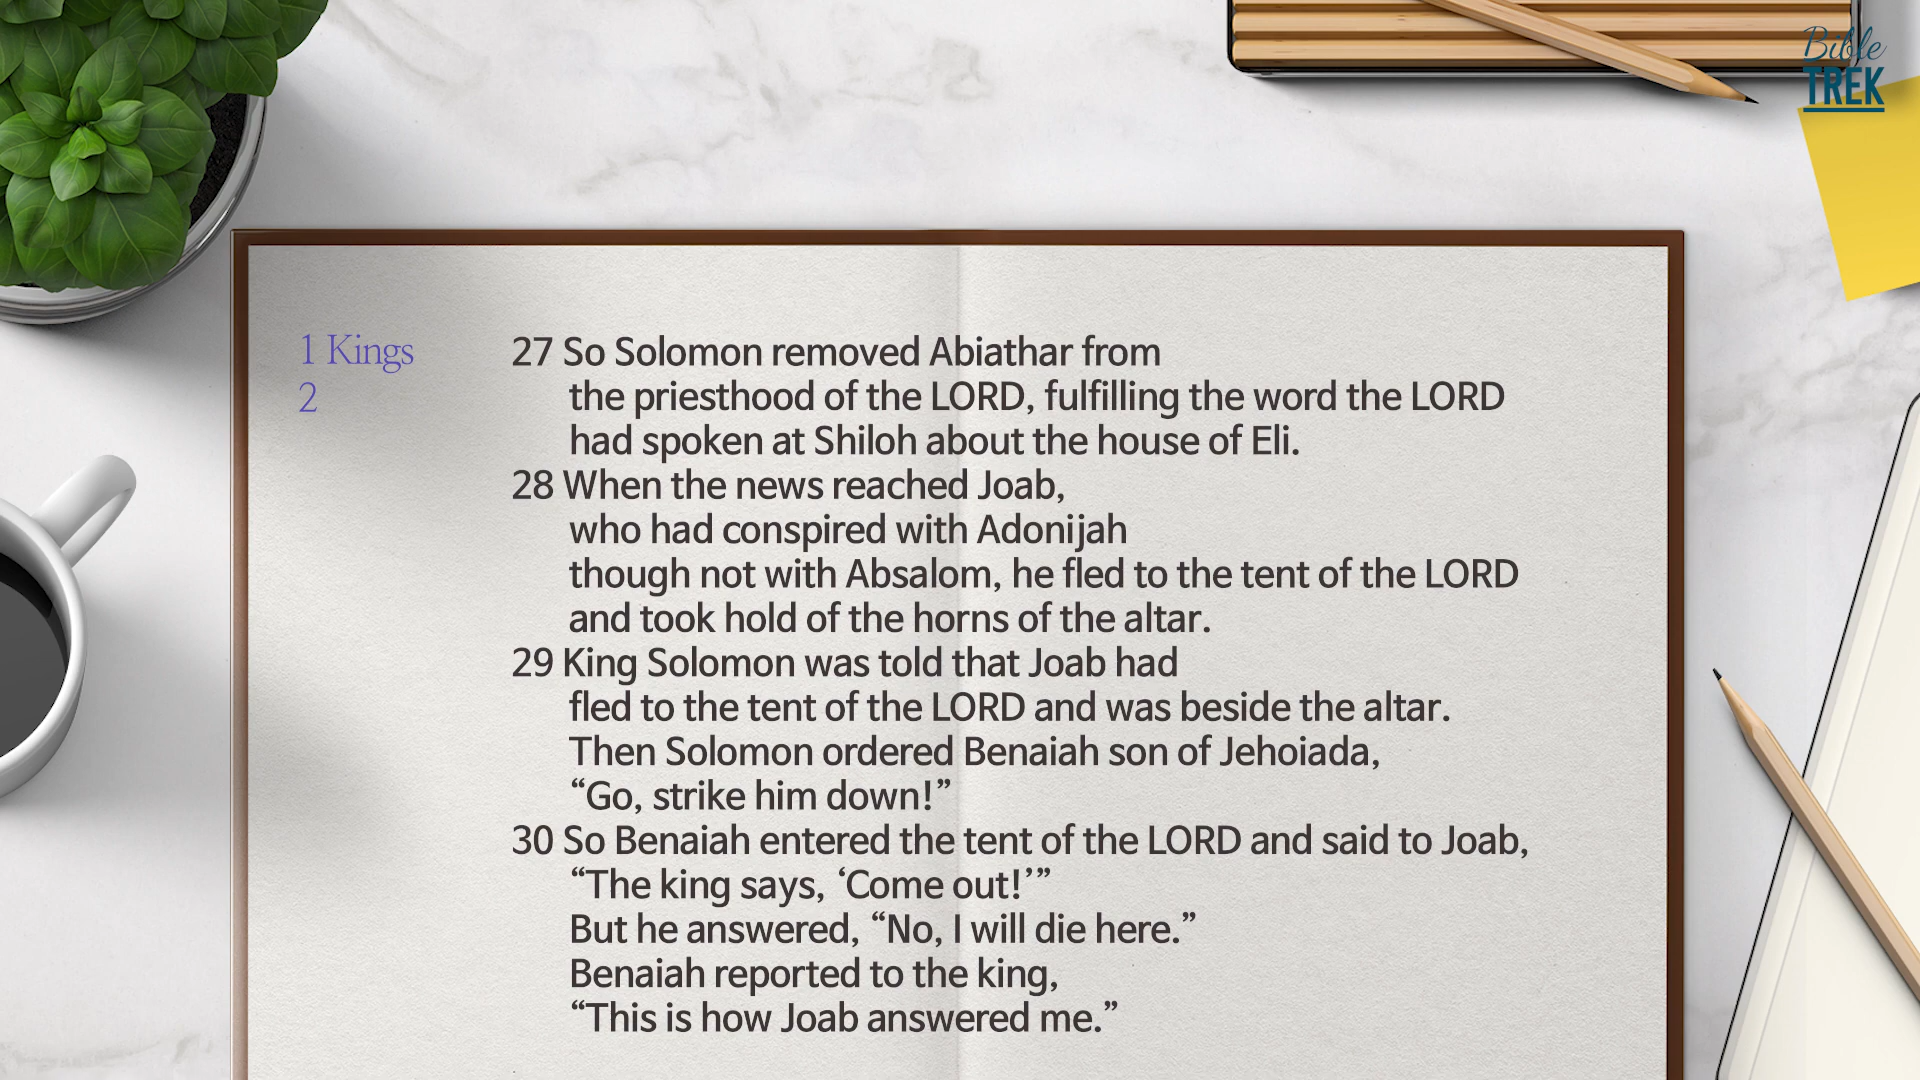 Bible
TREK
1 Kings
2
27 So Solomon removed Abiathar from
the priesthood of the LORD, fulfilling the word the LORD
had spoken at Shiloh about the house of Eli.
28 When the news reached Joab,
who had conspired with Adonijah
though not with Absalom, he fled to the tent of the LORD
and took hold of the horns of the altar.
29 King Solomon was told that Joab had
fled to the tent of the LORD and was beside the altar.
Then Solomon ordered Benaiah son of Jehoiada,
“Go, strike him down!”
30 So Benaiah entered the tent of the LORD and said to Joab,
“The king says, ‘Come out!’”
But he answered, “No, I will die here.”
Benaiah reported to the king,
“This is how Joab answered me.”